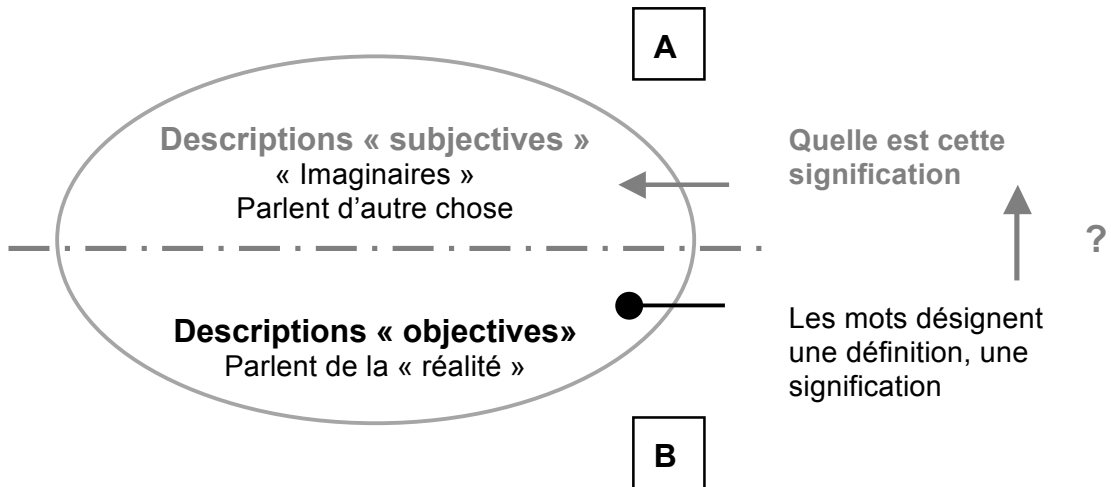 A
Descriptions « subjectives »
« Imaginaires »
Parlent d’autre chose
Quelle est cette
signification
?
Descriptions « objectives»
Parlent de la « réalité »
Les mots désignent
une définition, une
signification
B